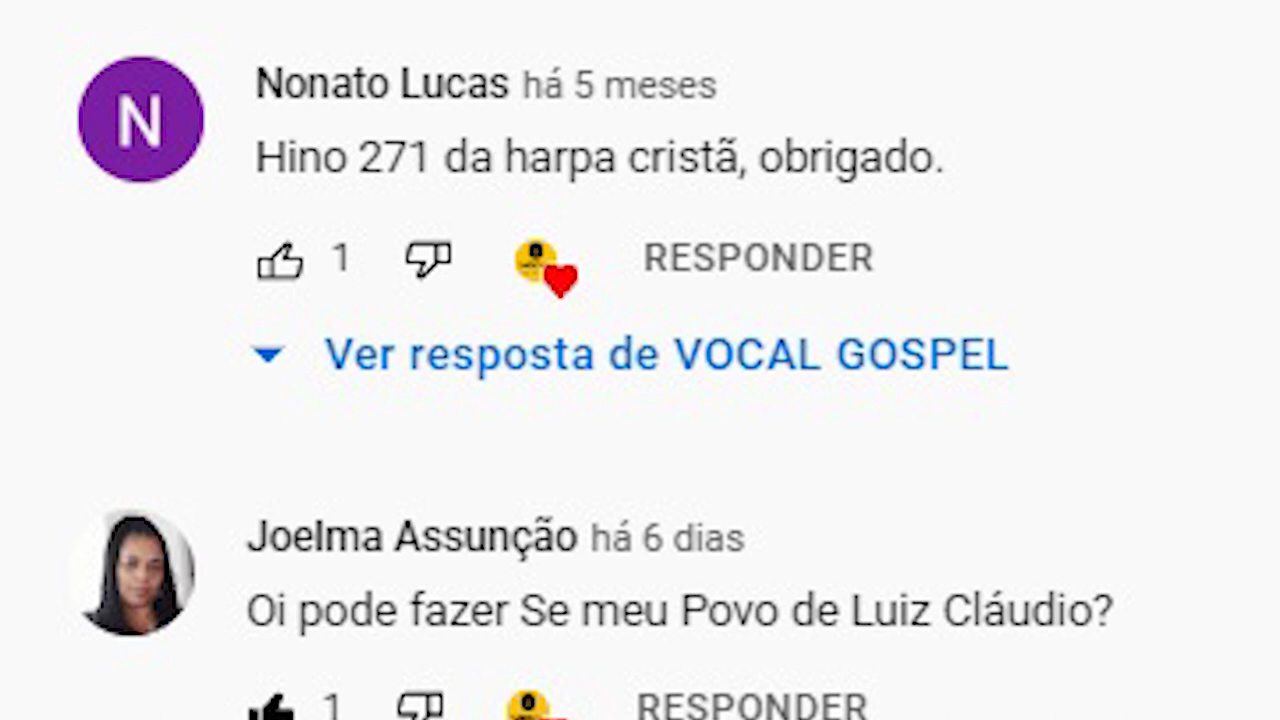 N
Nonato Lucas há 5 meses
Hino 271 da harpa cristã, obrigado.
1 RESPONDER
Ver resposta de VOCAL GOSPEL
Joelma Assunção há 6 dias
Oi pode fazer Se meu Povo de Luiz Cláudio?
1 RESPONDER